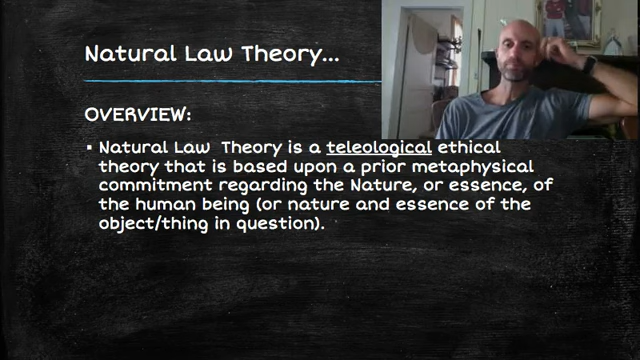 Natural Law Theory...
OVERVIEW:
▪ Natural Law Theory is a teleological ethical
theory that is based upon a prior metaphysical
commitment regarding the Nature, or essence, of
the human being (or nature and essence of the
object/thing in question).